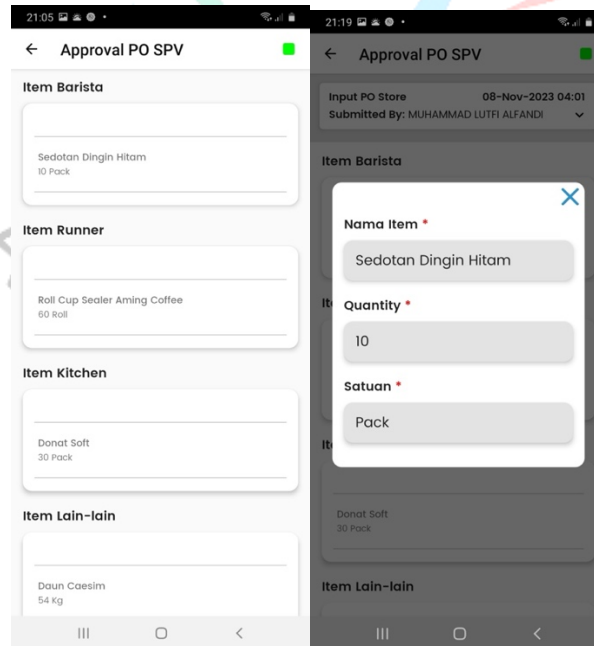 21:05
Approval PO SPV
Item Barista
Sedotan Dingin Hitam
10 Pack
Item Runner
Roll Cup Sealer Aming Coffee
60 Roll
Item Kitchen
Donat Soft
30 Pack
Item Lain-lain
Daun Caesim
54 Kg
21:19
Approval PO SPV
Input PO Store 08-Nov-2023 04:01
Submitted By: MUHAMMAD LUTFI ALFANDI
Item Barista
Nama Item *
Sedotan Dingin Hitam
Quantity *
10
Satuan *
Pack
Donat Soft
30 Pack
Item Lain-lain